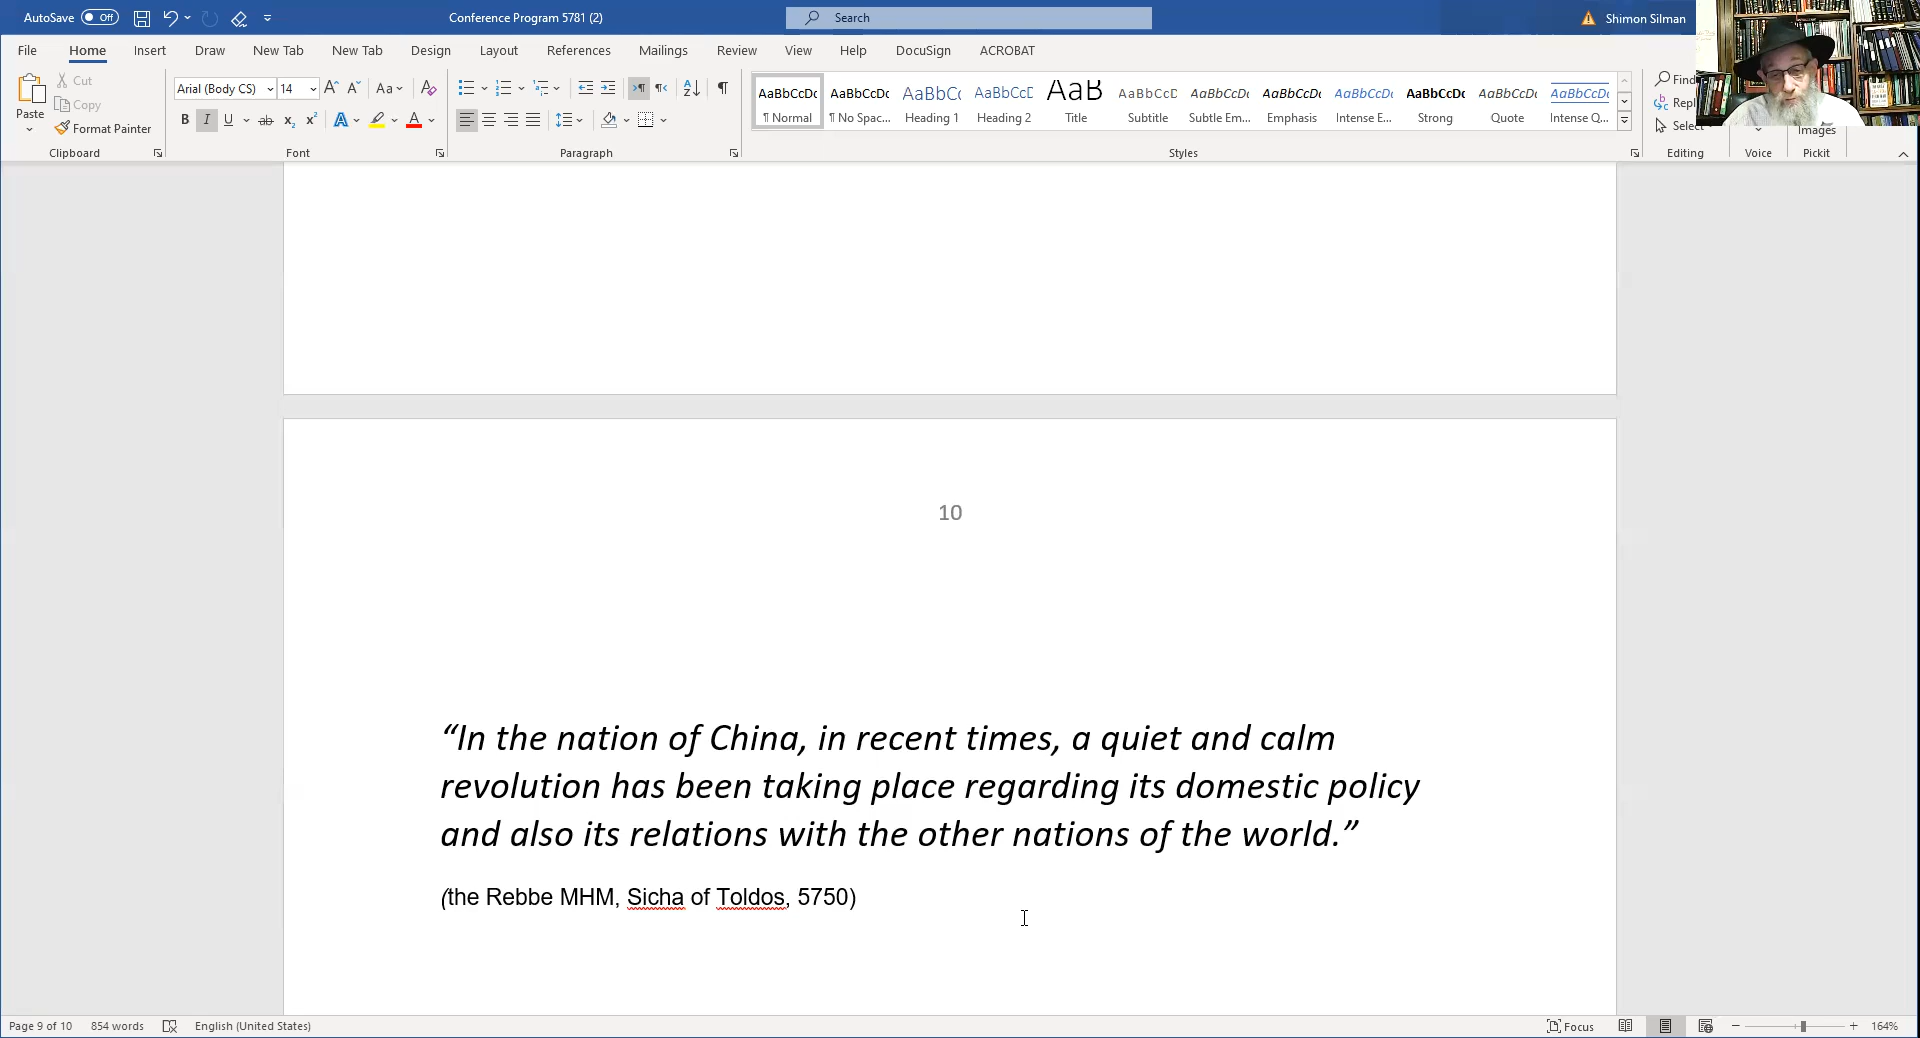 AutoSave Off Conference Program 5781 (2) Search Shimon Silman
File Home Insert Draw New Tab New Tab Design Layout References Mailings Review View Help DocuSign ACROBAT
Paste
Cut
Copy
Format Painter
Clipboard
Arial (Body CS) 14
Font
Paragraph
AaBbCcDc AaBbCcDc AaBbC AaBbCcD AaB AaBbCcD AaBbCcDc AaBbCcDc AaBbCcDc AaBbCcDc AaBbCcDc AaBbCcDc
¶ Normal ¶ No Spac... Heading 1 Heading 2 Title Subtitle Subtle Em... Emphasis Intense E... Strong Quote Intense Q...
Styles
Find
Repl
Select
Editing
Voice
Images
Pickit
10
“In the nation of China, in recent times, a quiet and calm
revolution has been taking place regarding its domestic policy
and also its relations with the other nations of the world.”
(the Rebbe MHM, Sicha of Toldos, 5750)
Page 9 of 10 854 words English (United States) Focus 164%